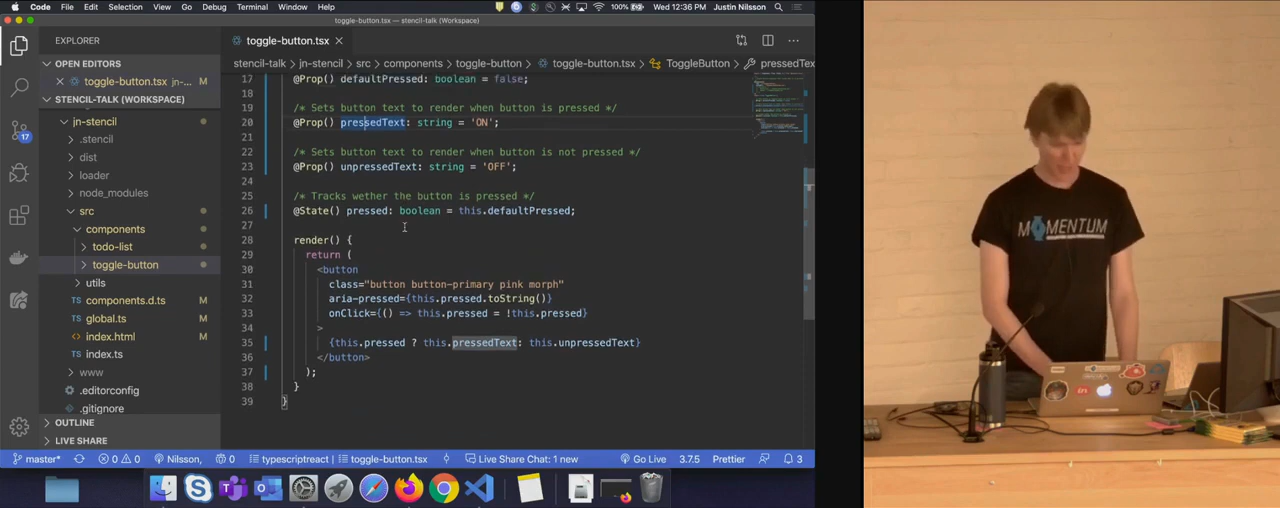 Code File Edit Selection View Go Debug Terminal Window Help 100% Wed 12:36 PM Justin Nilsson
toggle-button.tsx — stencil-talk (Workspace)
EXPLORER
OPEN EDITORS
toggle-button.tsx jn-... M
STENCIL-TALK (WORKSPACE)
jn-stencil
.stencil
dist
loader
node_modules
src
components
todo-list
toggle-button
utils
TS components.d.ts M
TS global.ts M
index.html M
TS index.ts
www
.editorconfig
.gitignore
OUTLINE
LIVE SHARE
17
toggle-button.tsx
stencil-talk > jn-stencil > src > components > toggle-button > toggle-button.tsx > ToggleButton > pressedTex
17 @Prop() defaultPressed: boolean = false;
18
19 /* Sets button text to render when button is pressed */
20 @Prop() pressedText: string = 'ON';
21
22 /* Sets button text to render when button is not pressed */
23 @Prop() unpressedText: string = 'OFF';
24
25 /* Tracks wether the button is pressed */
26 @State() pressed: boolean = this.defaultPressed;
27
28 render() {
29 return (
30 <button
31 class="button button-primary pink morph"
32 aria-pressed={this.pressed.toString()}
33 onClick={() => this.pressed = !this.pressed}
34 >
35 {this.pressed ? this.pressedText: this.unpressedText}
36 </button>
37 );
38 }
39 }
master* 0 0 Nilsson, 0 typescriptreact toggle-button.tsx Live Share Chat: 1 new Go Live 3.7.5 Prettier 3
MOMENTUM